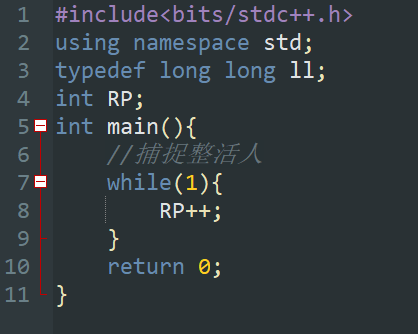 1 #include<bits/stdc++.h>
2 using namespace std;
3 typedef long long ll;
4 int RP;
5 int main(){
6 //捕捉整活人
7 while(1){
8 RP++;
9 }
10 return 0;
11 }